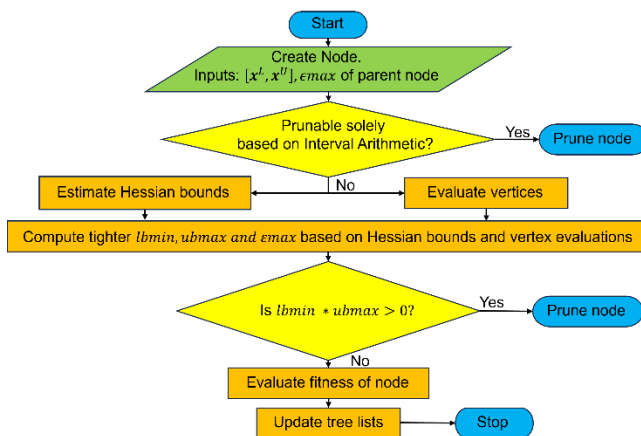 Start
Create Node.
Inputs: [x^L, x^U], ϵmax of parent node
Prunable solely
based on Interval Arithmetic?
Yes
Prune node
No
Estimate Hessian bounds
Evaluate vertices
Compute tighter lbmin, ubmax and εmax based on Hessian bounds and vertex evaluations
Is lbmin * ubmax > 0?
Yes
Prune node
No
Evaluate fitness of node
Update tree lists
Stop